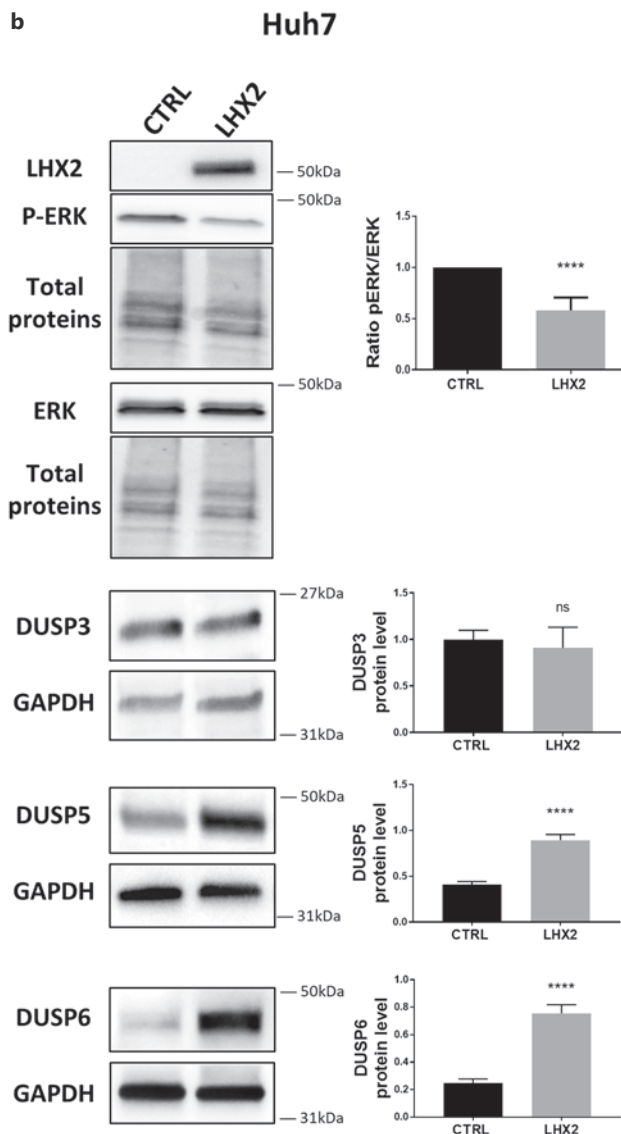 b
Huh7
CTRL LHX2
LHX2
50kDa
50kDa
P-ERK
Total
proteins
50kDa
ERK
Total
proteins
Ratio pERK/ERK
1.5
1.0
0.5
0.0
****
CTRL LHX2
27kDa
DUSP3
GAPDH
31kDa
DUSP3
protein level
1.5
1.0
0.5
0.0
ns
CTRL LHX2
50kDa
DUSP5
GAPDH
31kDa
DUSP5
protein level
1.5
1.0
0.5
0.0
****
CTRL LHX2
50kDa
DUSP6
GAPDH
31kDa
DUSP6
protein level
0.8
0.6
0.4
0.2
0.0
****
CTRL LHX2